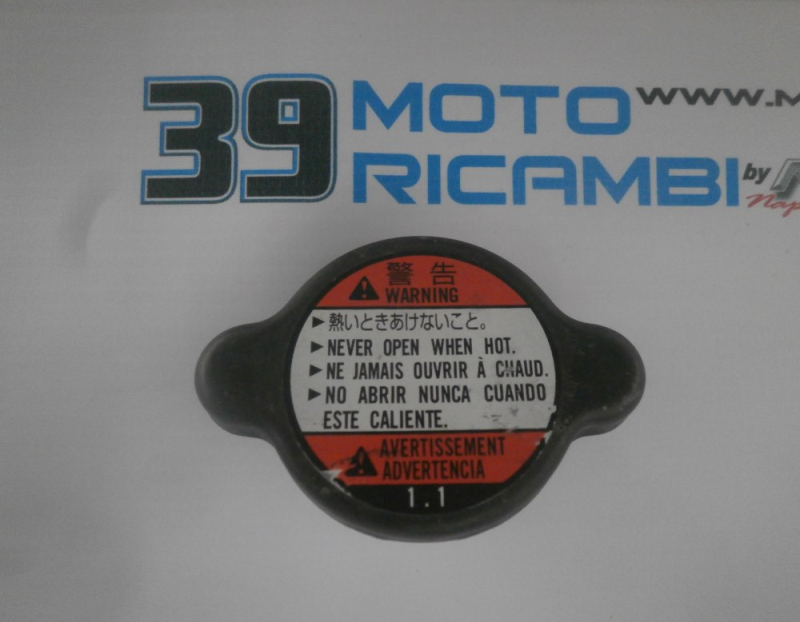 39 MOTO
RICAMBI by
www.M
警告
WARNING
▶熱いときあけないこと。
▶NEVER OPEN WHEN HOT.
▶NE JAMAIS OUVRIR À CHAUD.
▶NO ABRIR NUNCA CUANDO
ESTE CALIENTE.
AVERTISSEMENT
ADVERTENCIA
1.1